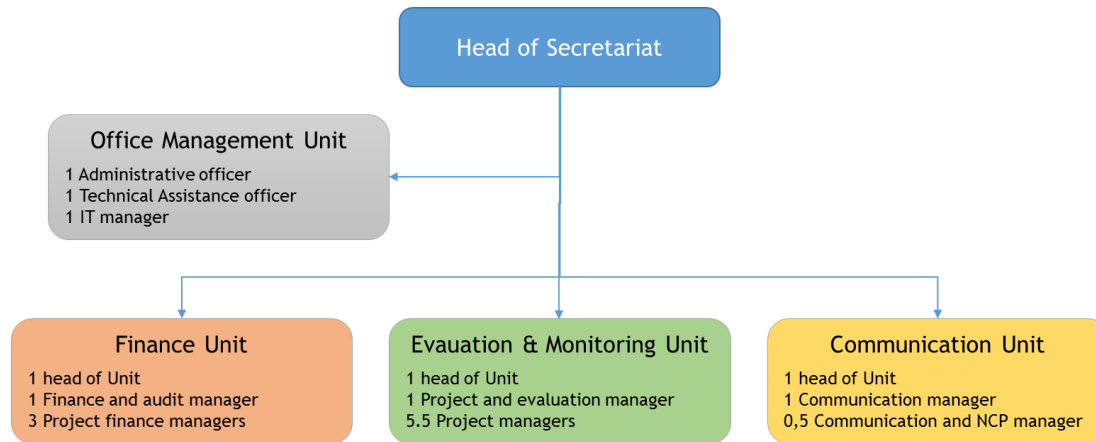 Head of Secretariat
Office Management Unit
1 Administrative officer
1 Technical Assistance officer
1 IT manager
Finance Unit
1 head of Unit
1 Finance and audit manager
3 Project finance managers
Evauation & Monitoring Unit
1 head of Unit
1 Project and evaluation manager
5.5 Project managers
Communication Unit
1 head of Unit
1 Communication manager
0,5 Communication and NCP manager